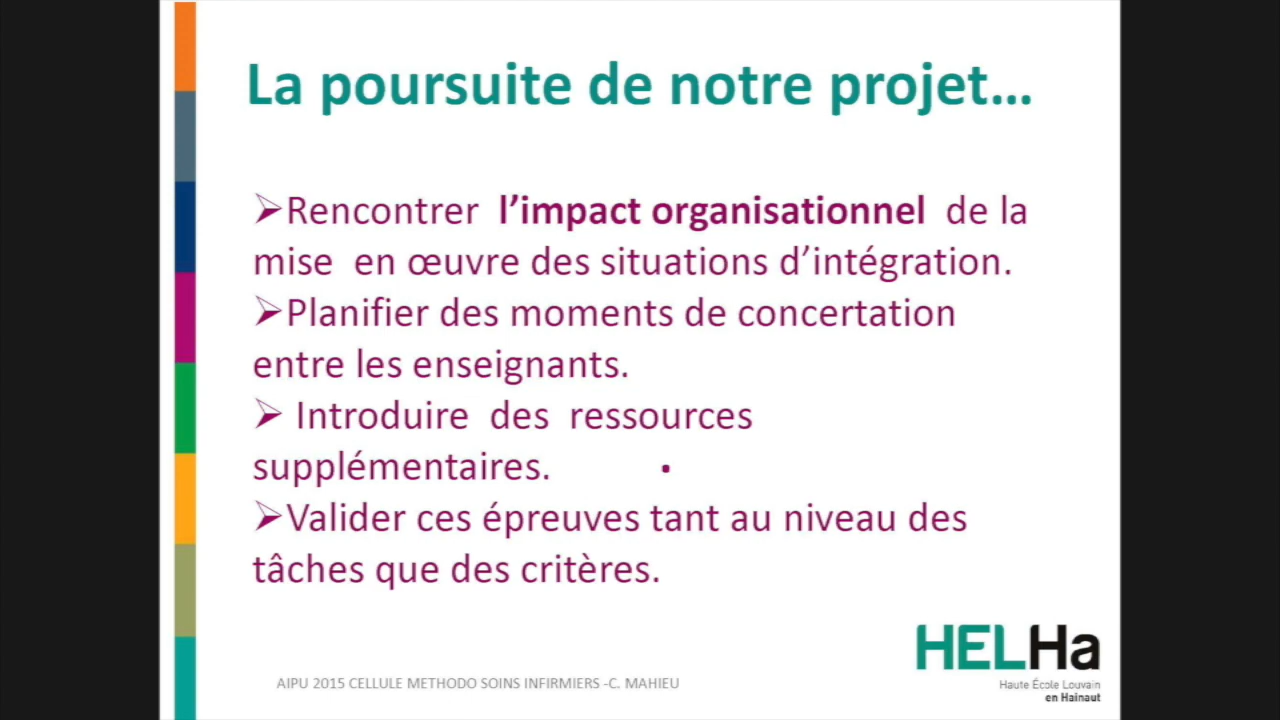 La poursuite de notre projet...
➢Rencontrer l’impact organisationnel de la
mise en œuvre des situations d’intégration.
➢Planifier des moments de concertation
entre les enseignants.
➢ Introduire des ressources
supplémentaires.
➢Valider ces épreuves tant au niveau des
tâches que des critères.
AIPU 2015 CELLULE METHODO SOINS INFIRMIERS -C. MAHIEU
HELHa
Haute École Louvain
en Hainaut